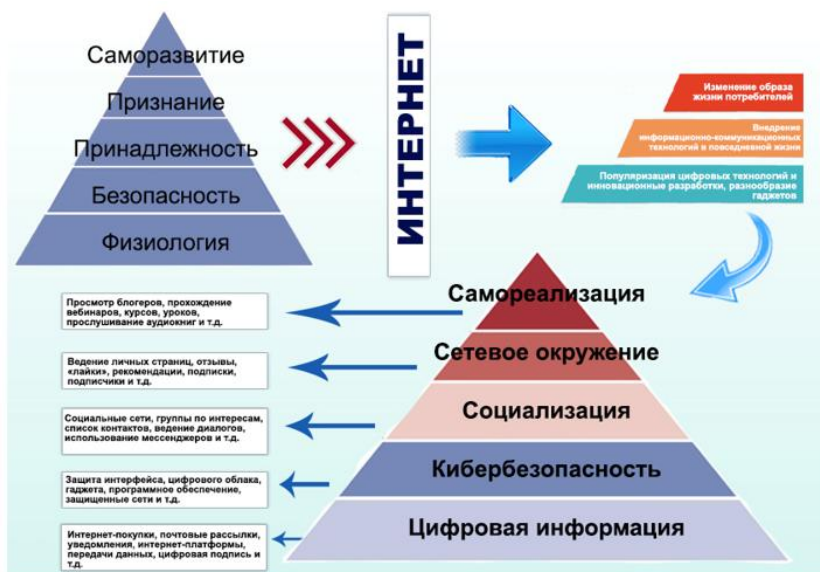 Саморазвитие
Признание
Принадлежность
Безопасность
Физиология
ИНТЕРНЕТ
Изменение образа
жизни потребителей
Внедрение
информационно-коммуникационных
технологий в повседневной жизни
Популяризация цифровых технологий и
инновационные разработки, разнообразие
гаджетов
Самореализация
Просмотр блогеров, прохождение
вебинаров, курсов, уроков,
прослушивание аудиокниг и т.д.
Сетевое окружение
Ведение личных страниц, отзывы,
«лайки», рекомендации, подписки,
подписчики и т.д.
Социализация
Социальные сети, группы по интересам,
список контактов, ведение диалогов,
использование мессенджеров и т.д.
Кибербезопасность
Защита интерфейса, цифрового облака,
гаджета, программное обеспечение,
защищенные сети и т.д.
Цифровая информация
Интернет-покупки, почтовые рассылки,
уведомления, интернет-платформы,
передачи данных, цифровая подпись и
т.д.